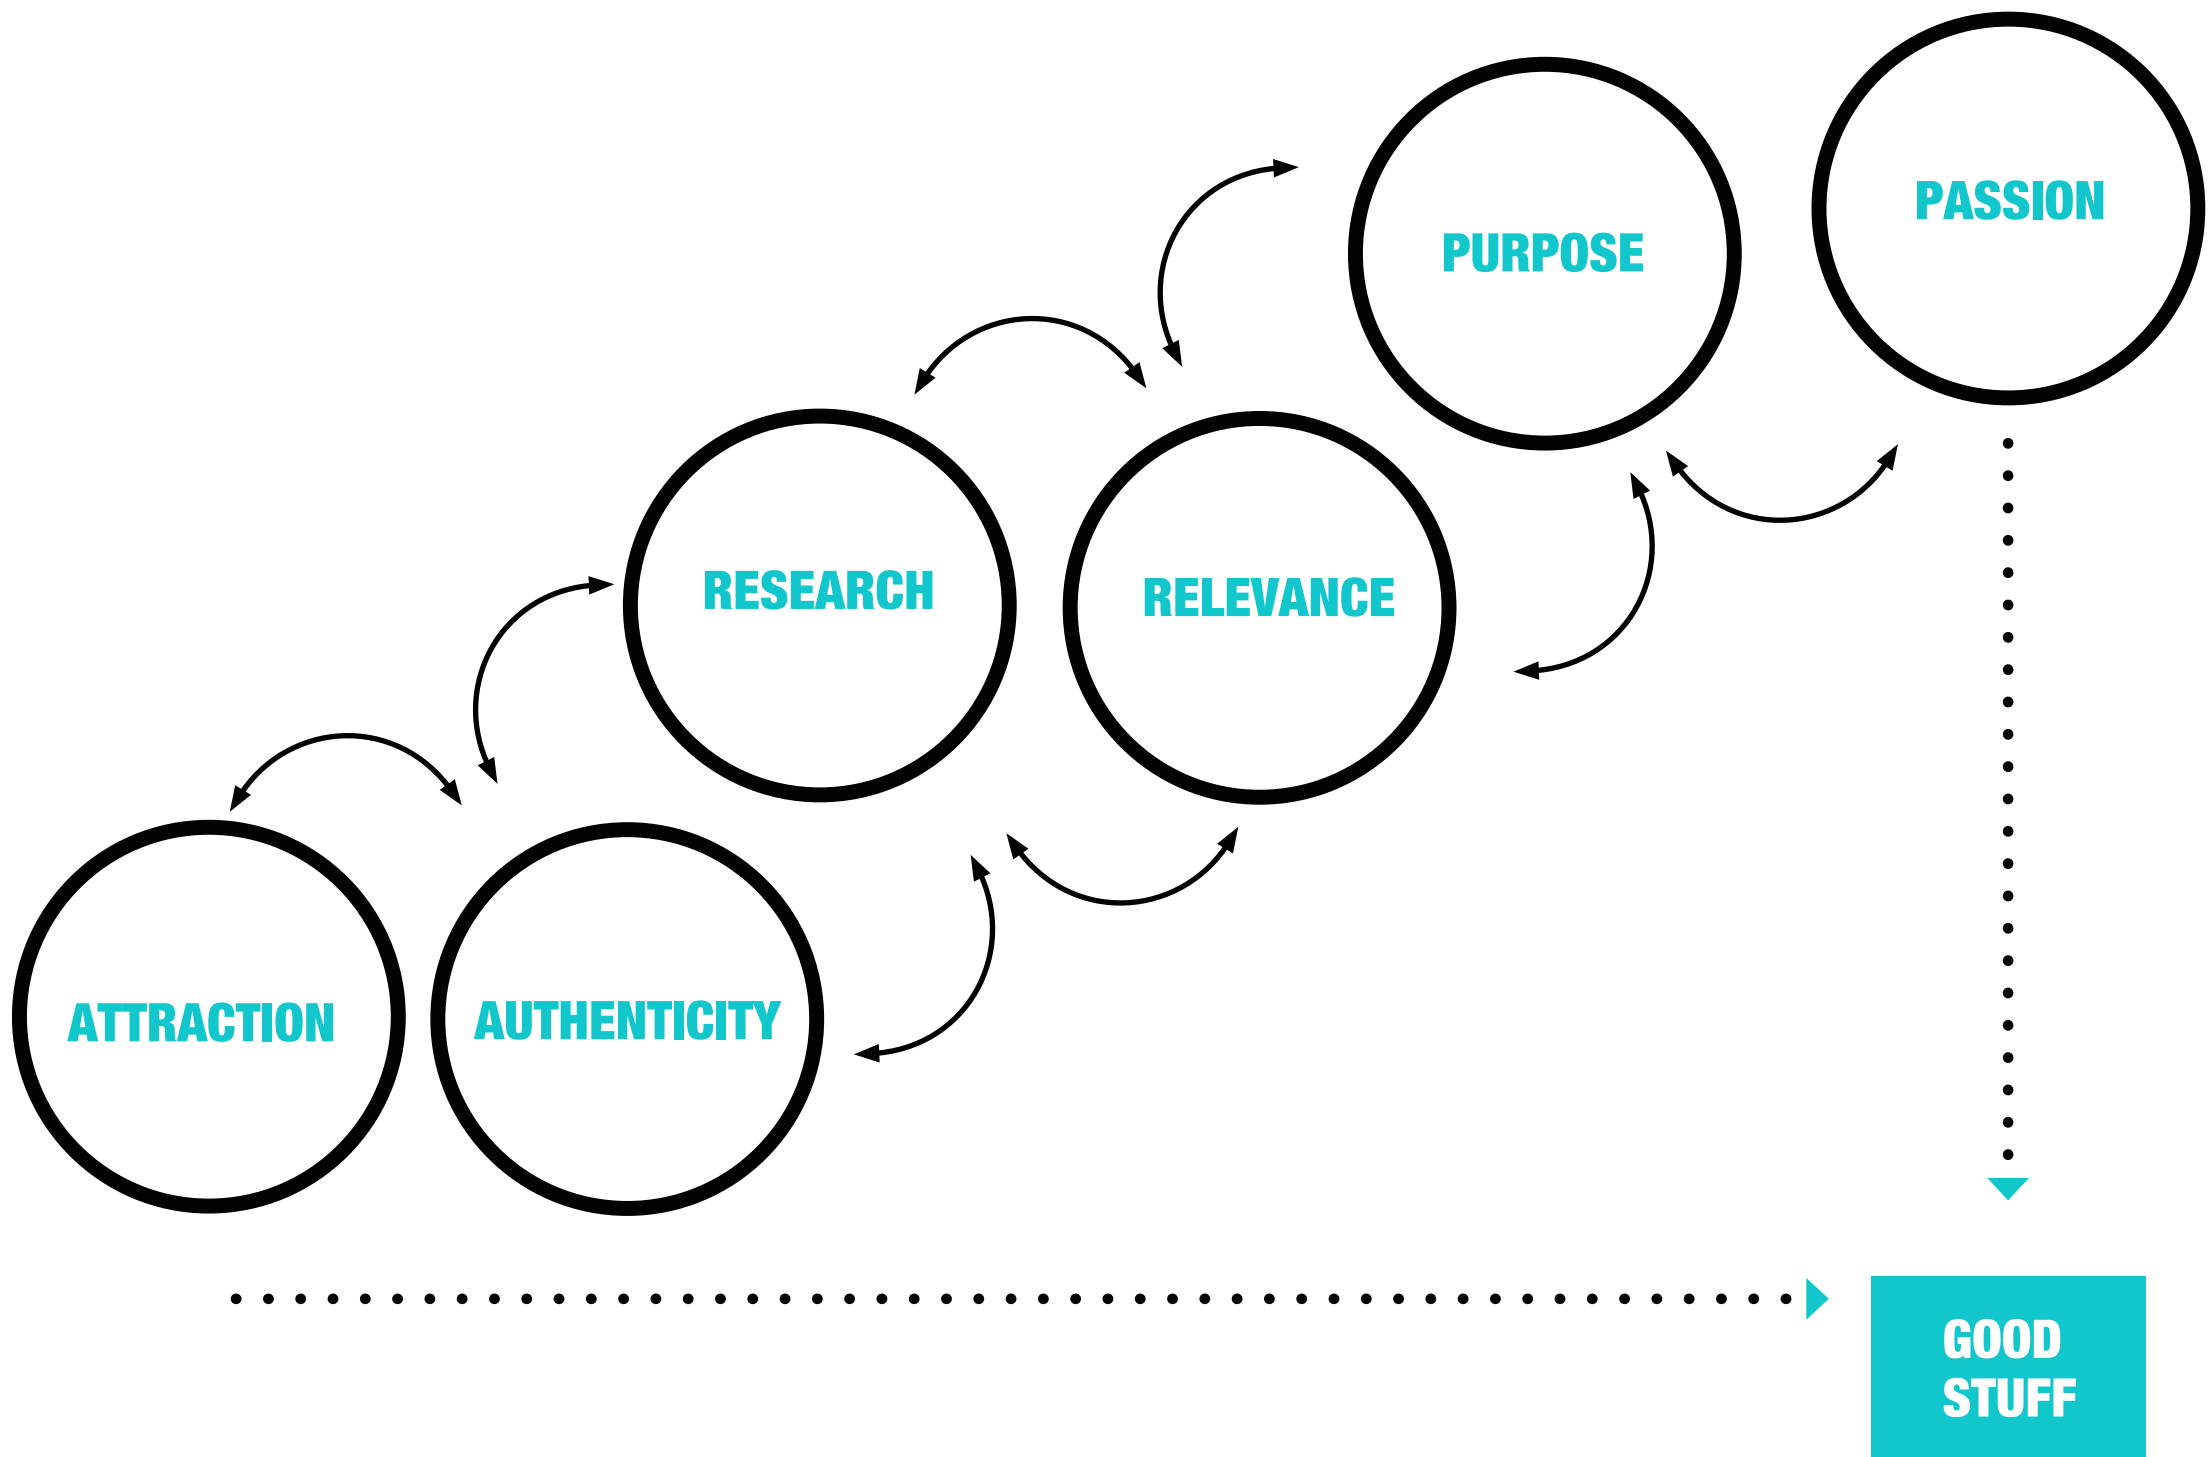 PASSION
PURPOSE
RESEARCH
RELEVANCE
ATTRACTION
AUTHENTICITY
GOOD
STUFF